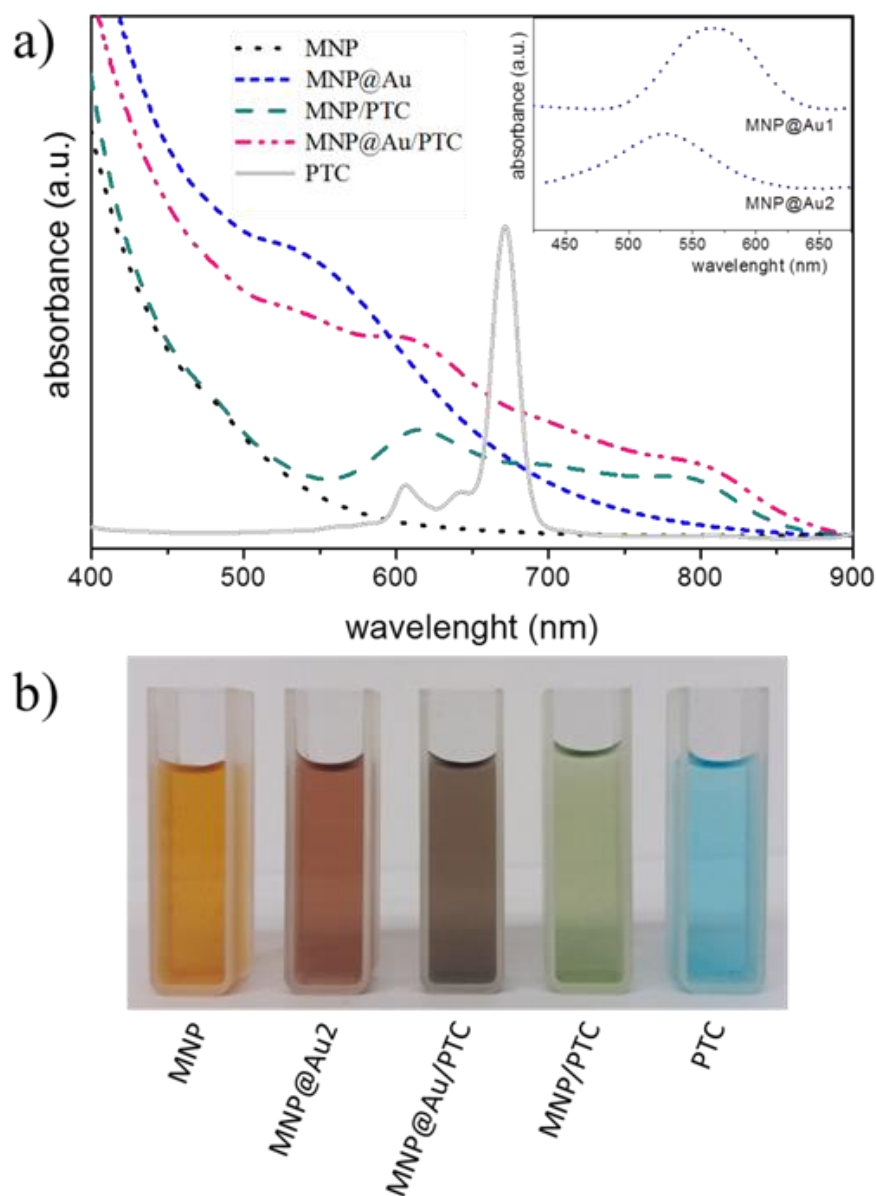 a)
MNP
MNP@Au
MNP/PTC
MNP@Au/PTC
PTC
absorbance (a.u.)
400 500 600 700 800 900
wavelenght (nm)
absorbance (a.u.)
MNP@Au1
MNP@Au2
450 500 550 600 650
wavelenght (nm)
b)
MNP
MNP@Au2
MNP@Au/PTC
MNP/PTC
PTC